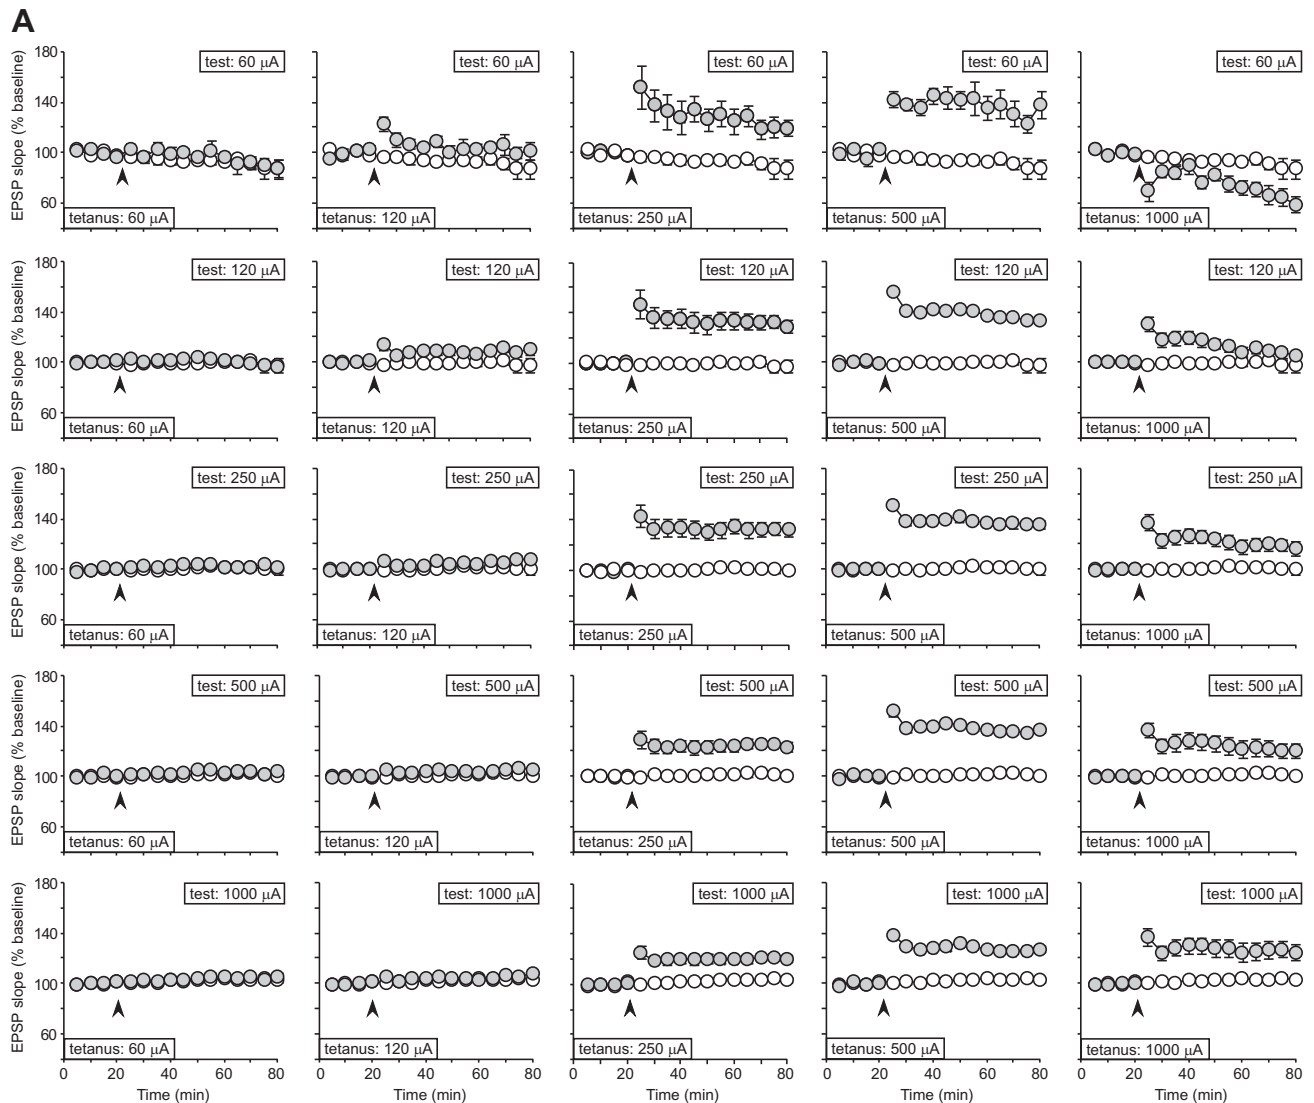 A
EPSP slope (% baseline)
180
140
100
60
test: 60 µA
tetanus: 60 µA
test: 60 µA
tetanus: 120 µA
test: 60 µA
tetanus: 250 µA
test: 60 µA
tetanus: 500 µA
test: 60 µA
tetanus: 1000 µA
EPSP slope (% baseline)
180
140
100
60
test: 120 µA
tetanus: 60 µA
test: 120 µA
tetanus: 120 µA
test: 120 µA
tetanus: 250 µA
test: 120 µA
tetanus: 500 µA
test: 120 µA
tetanus: 1000 µA
EPSP slope (% baseline)
180
140
100
60
test: 250 µA
tetanus: 60 µA
test: 250 µA
tetanus: 120 µA
test: 250 µA
tetanus: 250 µA
test: 250 µA
tetanus: 500 µA
test: 250 µA
tetanus: 1000 µA
EPSP slope (% baseline)
180
140
100
60
test: 500 µA
tetanus: 60 µA
test: 500 µA
tetanus: 120 µA
test: 500 µA
tetanus: 250 µA
test: 500 µA
tetanus: 500 µA
test: 500 µA
tetanus: 1000 µA
EPSP slope (% baseline)
180
140
100
60
test: 1000 µA
tetanus: 60 µA
test: 1000 µA
tetanus: 120 µA
test: 1000 µA
tetanus: 250 µA
test: 1000 µA
tetanus: 500 µA
test: 1000 µA
tetanus: 1000 µA
0 20 40 60 80
0 20 40 60 80
0 20 40 60 80
0 20 40 60 80
0 20 40 60 80
Time (min)
Time (min)
Time (min)
Time (min)
Time (min)